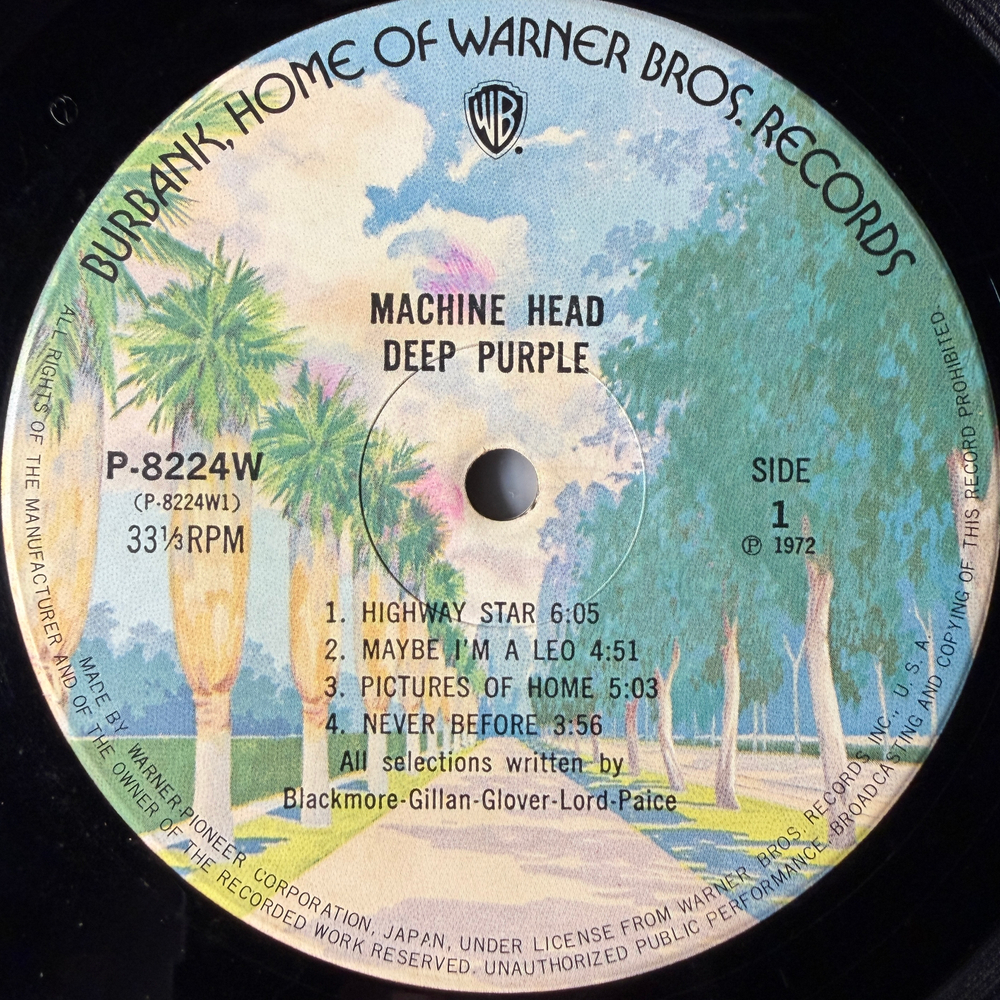 BURBANK, HOME OF WARNER BROS. RECORDS
WB
MACHINE HEAD
DEEP PURPLE
P-8224W
(P-8224W1)
33⅓RPM
SIDE
1
Ⓟ 1972
1. HIGHWAY STAR 6:05
2. MAYBE I'M A LEO 4:51
3. PICTURES OF HOME 5:03
4. NEVER BEFORE 3:56
All selections written by
Blackmore-Gillan-Glover-Lord-Paice
MADE BY WARNER-PIONEER CORPORATION, JAPAN, UNDER LICENSE FROM WARNER BROS. RECORDS, INC., U. S. A.
ALL RIGHTS OF THE MANUFACTURER AND OF THE OWNER OF THE RECORDED WORK RESERVED. UNAUTHORIZED PUBLIC PERFORMANCE, BROADCASTING AND COPYING OF THIS RECORD PROHIBITED.